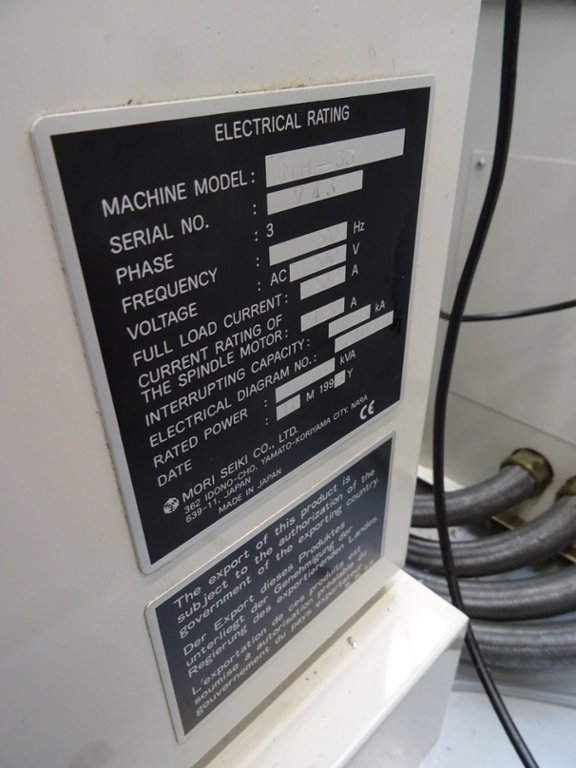 ELECTRICAL RATING
MACHINE MODEL : MH-63
SERIAL NO. : 743
PHASE : 3
FREQUENCY : Hz
VOLTAGE : AC V
FULL LOAD CURRENT : A
CURRENT RATING OF
THE SPINDLE MOTOR : A
INTERRUPTING CAPACITY : kA
ELECTRICAL DIAGRAM NO. :
RATED POWER : kVA
DATE : M 199 Y
MORI SEIKI CO., LTD.
362 IDONO-CHO, YAMATO-KORIYAMA CITY, NARA
639-11, JAPAN
MADE IN JAPAN CE
The export of this product is
subject to the authorization of the
government of the exporting country.
Der Export dieses Produktes
unterliegt der Genehmigung der
Regierung des exportierenden Landes.
L'exportation de ces produits est
soumise à autorisation préalable du
gouvernement du pays exportateur.